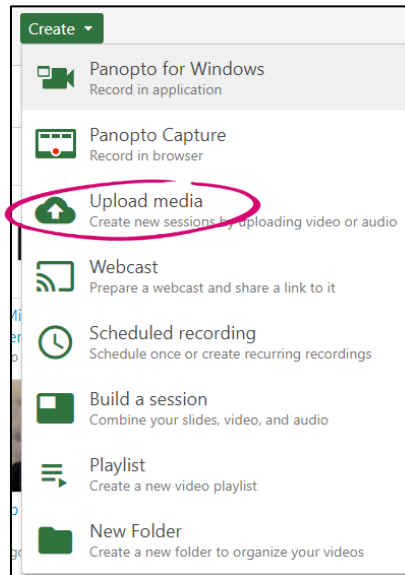 Create
Panopto for Windows
Record in application
Panopto Capture
Record in browser
Upload media
Create new sessions by uploading video or audio
Webcast
Prepare a webcast and share a link to it
Scheduled recording
Schedule once or create recurring recordings
Build a session
Combine your slides, video, and audio
Playlist
Create a new video playlist
New Folder
Create a new folder to organize your videos